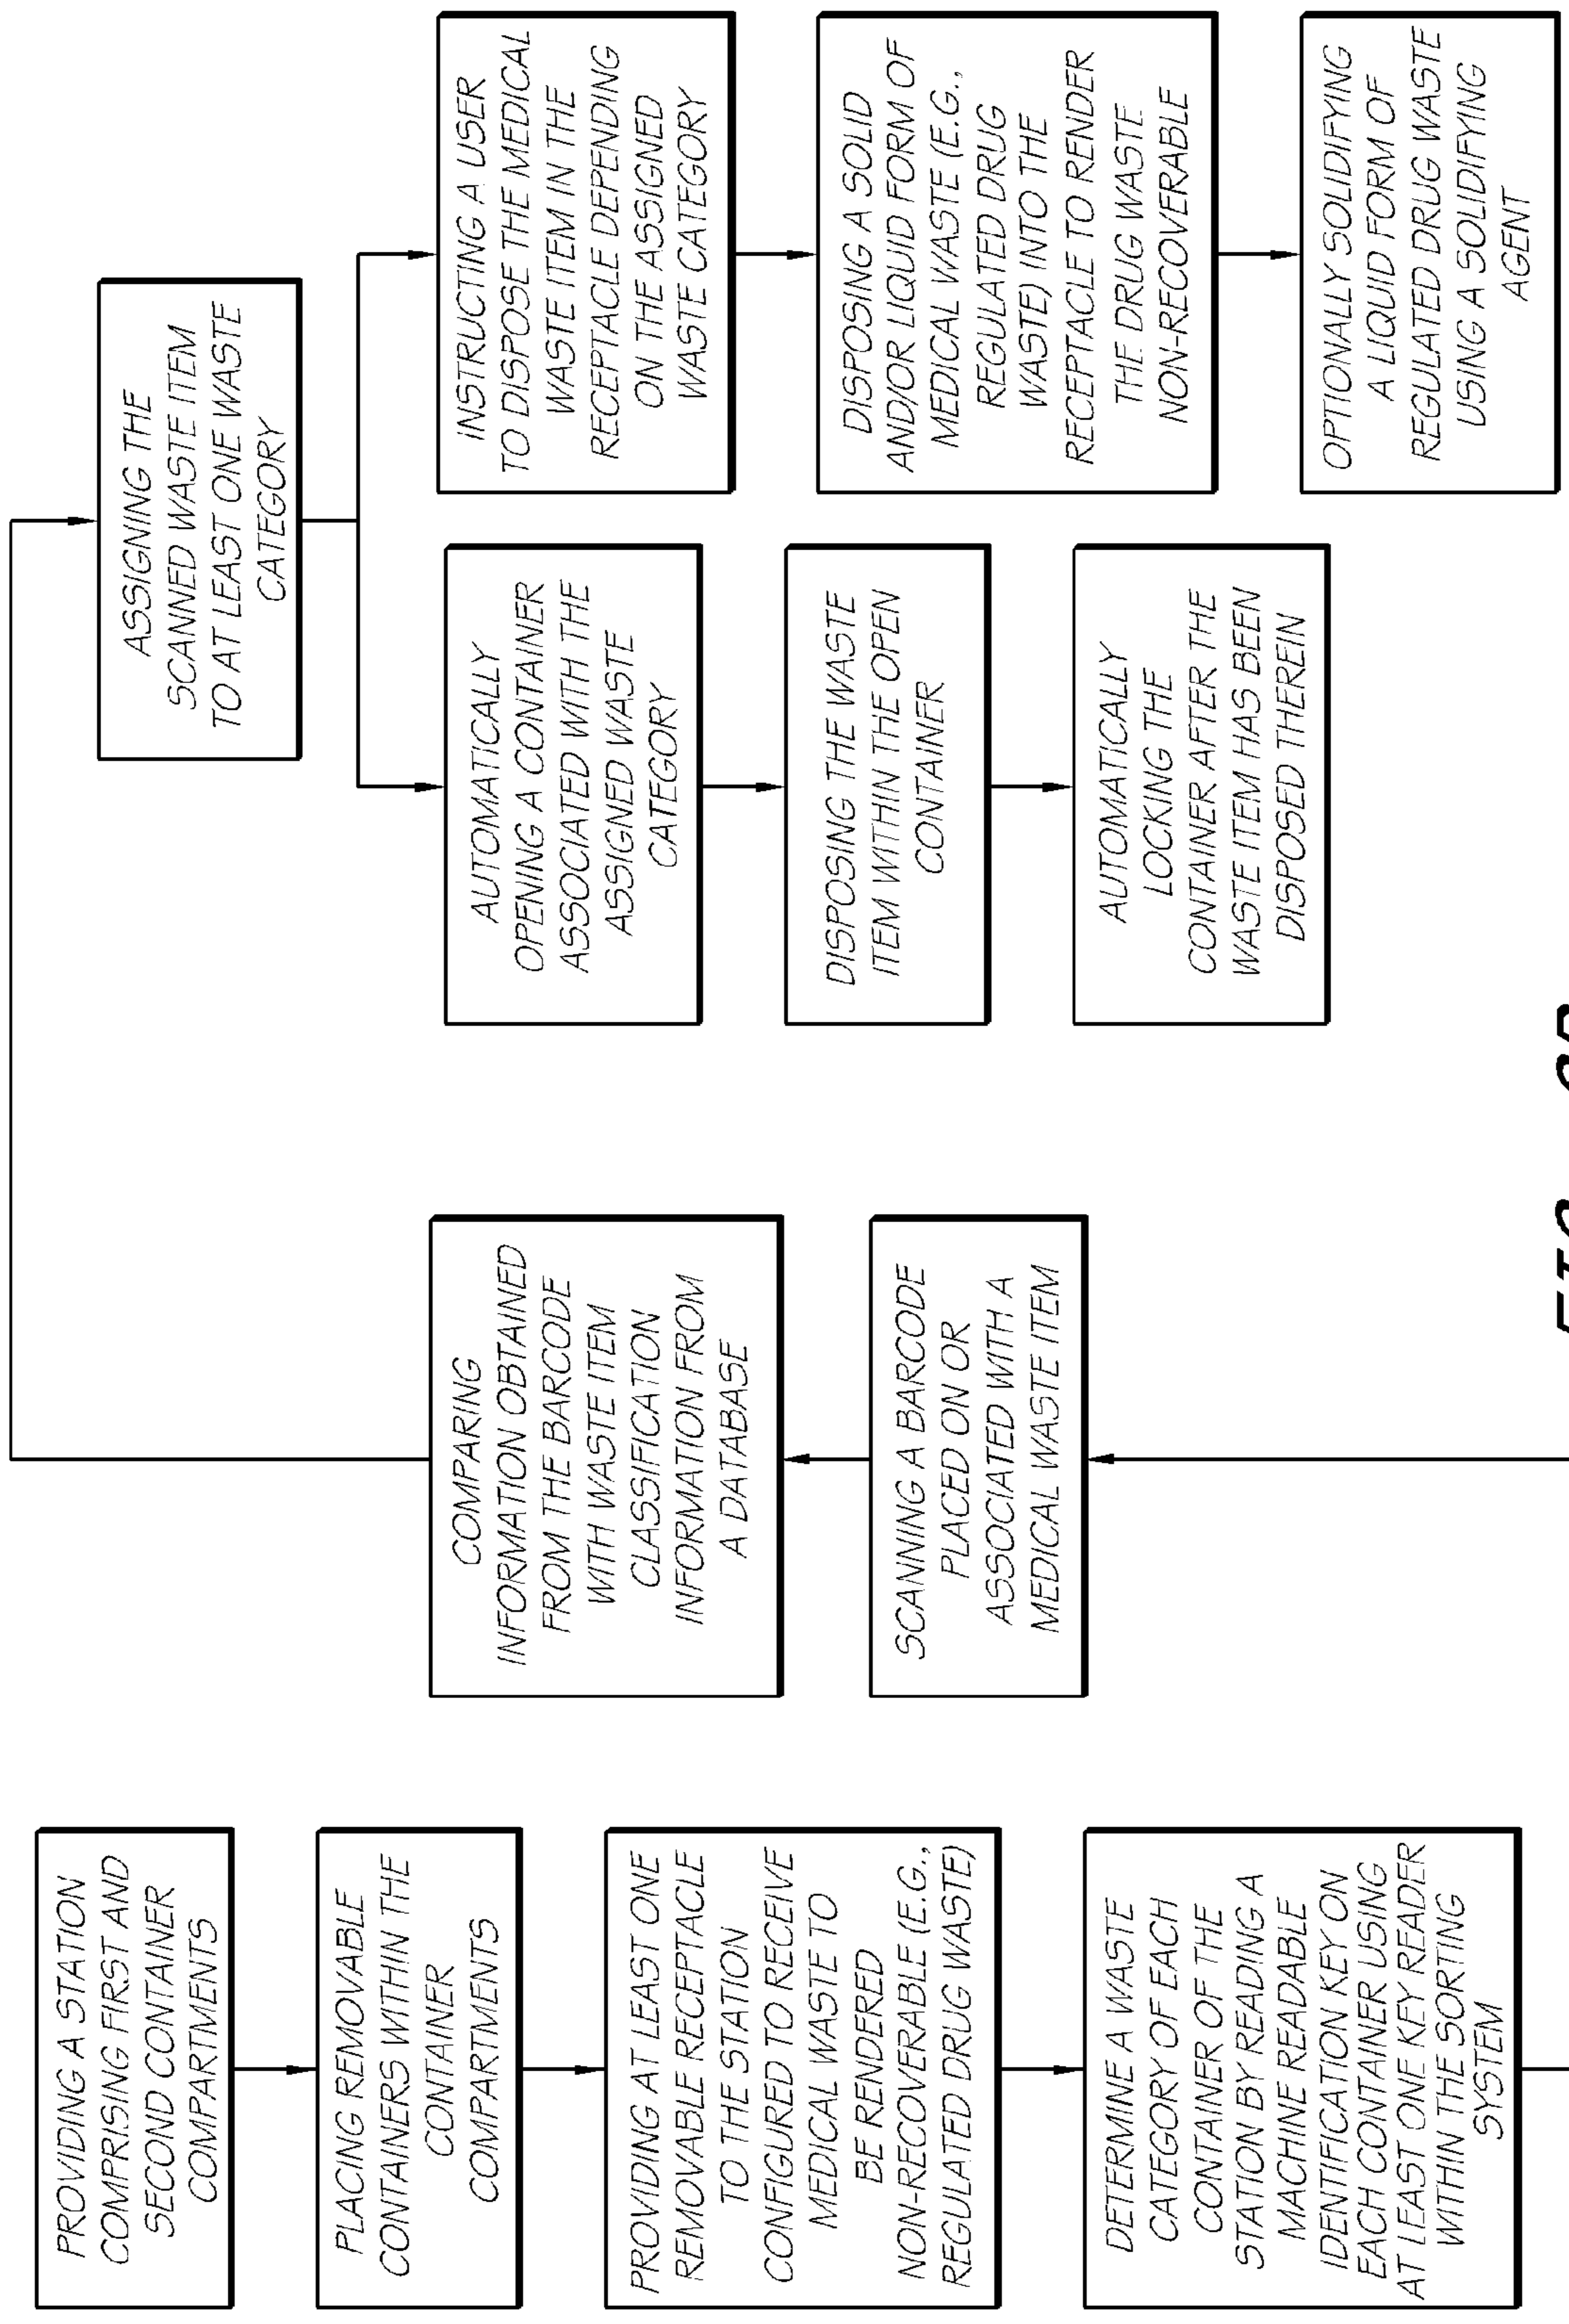 PROVIDING A STATION
COMPRISING FIRST AND
SECOND CONTAINER
COMPARTMENTS
PLACING REMOVABLE
CONTAINERS WITHIN THE
CONTAINER
COMPARTMENTS
PROVIDING AT LEAST ONE
REMOVABLE RECEPTACLE
TO THE STATION
CONFIGURED TO RECEIVE
MEDICAL WASTE TO
BE RENDERED
NON-RECOVERABLE (E.G.,
REGULATED DRUG WASTE)
DETERMINE A WASTE
CATEGORY OF EACH
CONTAINER OF THE
STATION BY READING A
MACHINE READABLE
IDENTIFICATION KEY ON
EACH CONTAINER USING
AT LEAST ONE KEY READER
WITHIN THE SORTING
SYSTEM
SCANNING A BARCODE
PLACED ON OR
ASSOCIATED WITH A
MEDICAL WASTE ITEM
COMPARING
INFORMATION OBTAINED
FROM THE BARCODE
WITH WASTE ITEM
CLASSIFICATION
INFORMATION FROM
A DATABASE
ASSIGNING THE
SCANNED WASTE ITEM
TO AT LEAST ONE WASTE
CATEGORY
AUTOMATICALLY
OPENING A CONTAINER
ASSOCIATED WITH THE
ASSIGNED WASTE
CATEGORY
DISPOSING THE WASTE
ITEM WITHIN THE OPEN
CONTAINER
AUTOMATICALLY
LOCKING THE
CONTAINER AFTER THE
WASTE ITEM HAS BEEN
DISPOSED THEREIN
INSTRUCTING A USER
TO DISPOSE THE MEDICAL
WASTE ITEM IN THE
RECEPTACLE DEPENDING
ON THE ASSIGNED
WASTE CATEGORY
DISPOSING A SOLID
AND/OR LIQUID FORM OF
MEDICAL WASTE (E.G.,
REGULATED DRUG
WASTE) INTO THE
RECEPTACLE TO RENDER
THE DRUG WASTE
NON-RECOVERABLE
OPTIONALLY SOLIDIFYING
A LIQUID FORM OF
REGULATED DRUG WASTE
USING A SOLIDIFYING
AGENT